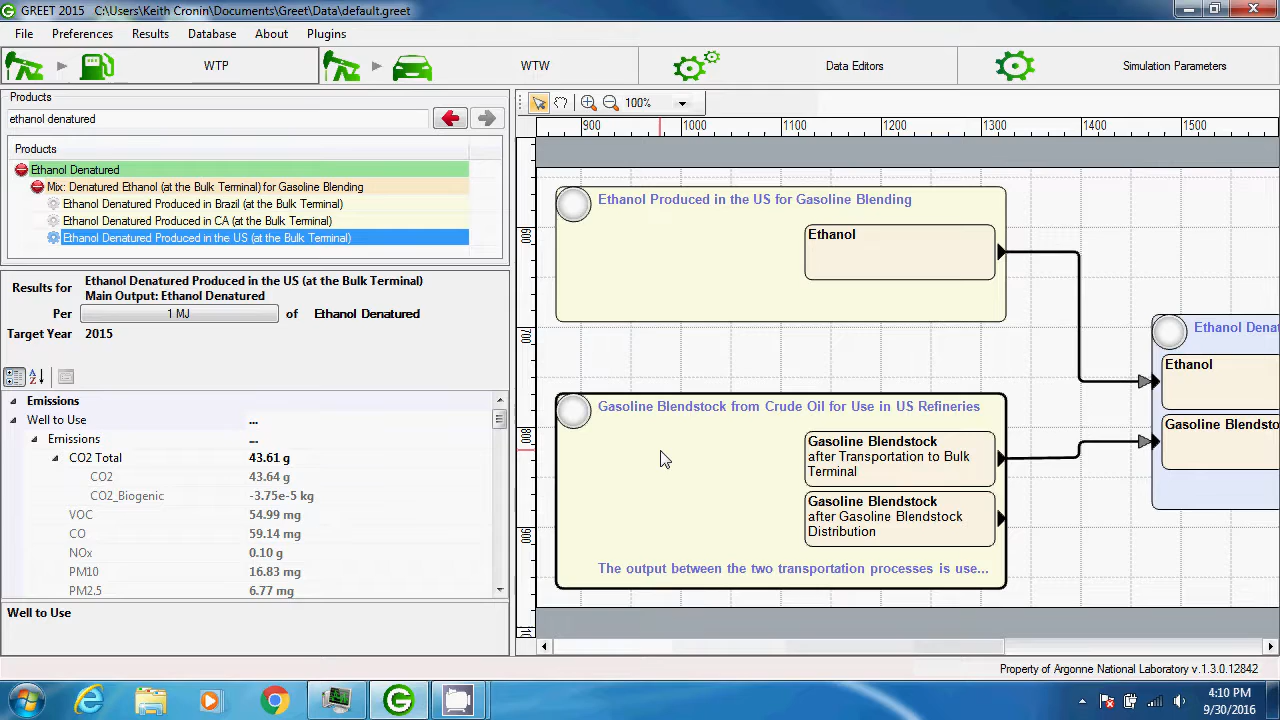 GREET 2015 C:\Users\Keith Cronin\Documents\Greet\Data\default.greet
File Preferences Results Database About Plugins
WTP WTW Data Editors Simulation Parameters
Products
ethanol denatured
100%
Products
Ethanol Denatured
Mix: Denatured Ethanol (at the Bulk Terminal) for Gasoline Blending
Ethanol Denatured Produced in Brazil (at the Bulk Terminal)
Ethanol Denatured Produced in CA (at the Bulk Terminal)
Ethanol Denatured Produced in the US (at the Bulk Terminal)
Results for Ethanol Denatured Produced in the US (at the Bulk Terminal)
Main Output: Ethanol Denatured
Per 1 MJ of Ethanol Denatured
Target Year 2015
Emissions
Well to Use ...
Emissions ...
CO2 Total 43.61 g
CO2 43.64 g
CO2_Biogenic -3.75e-5 kg
VOC 54.99 mg
CO 59.14 mg
NOx 0.10 g
PM10 16.83 mg
PM2.5 6.77 mg
Well to Use
900 1000 1100 1200 1300 1400 1500
600
700
800
900
Ethanol Produced in the US for Gasoline Blending
Ethanol
Gasoline Blendstock from Crude Oil for Use in US Refineries
Gasoline Blendstock
after Transportation to Bulk
Terminal
Gasoline Blendstock
after Gasoline Blendstock
Distribution
The output between the two transportation processes is use...
Ethanol Dena
Ethanol
Gasoline Blendsto
Property of Argonne National Laboratory v.1.3.0.12842
4:10 PM
9/30/2016